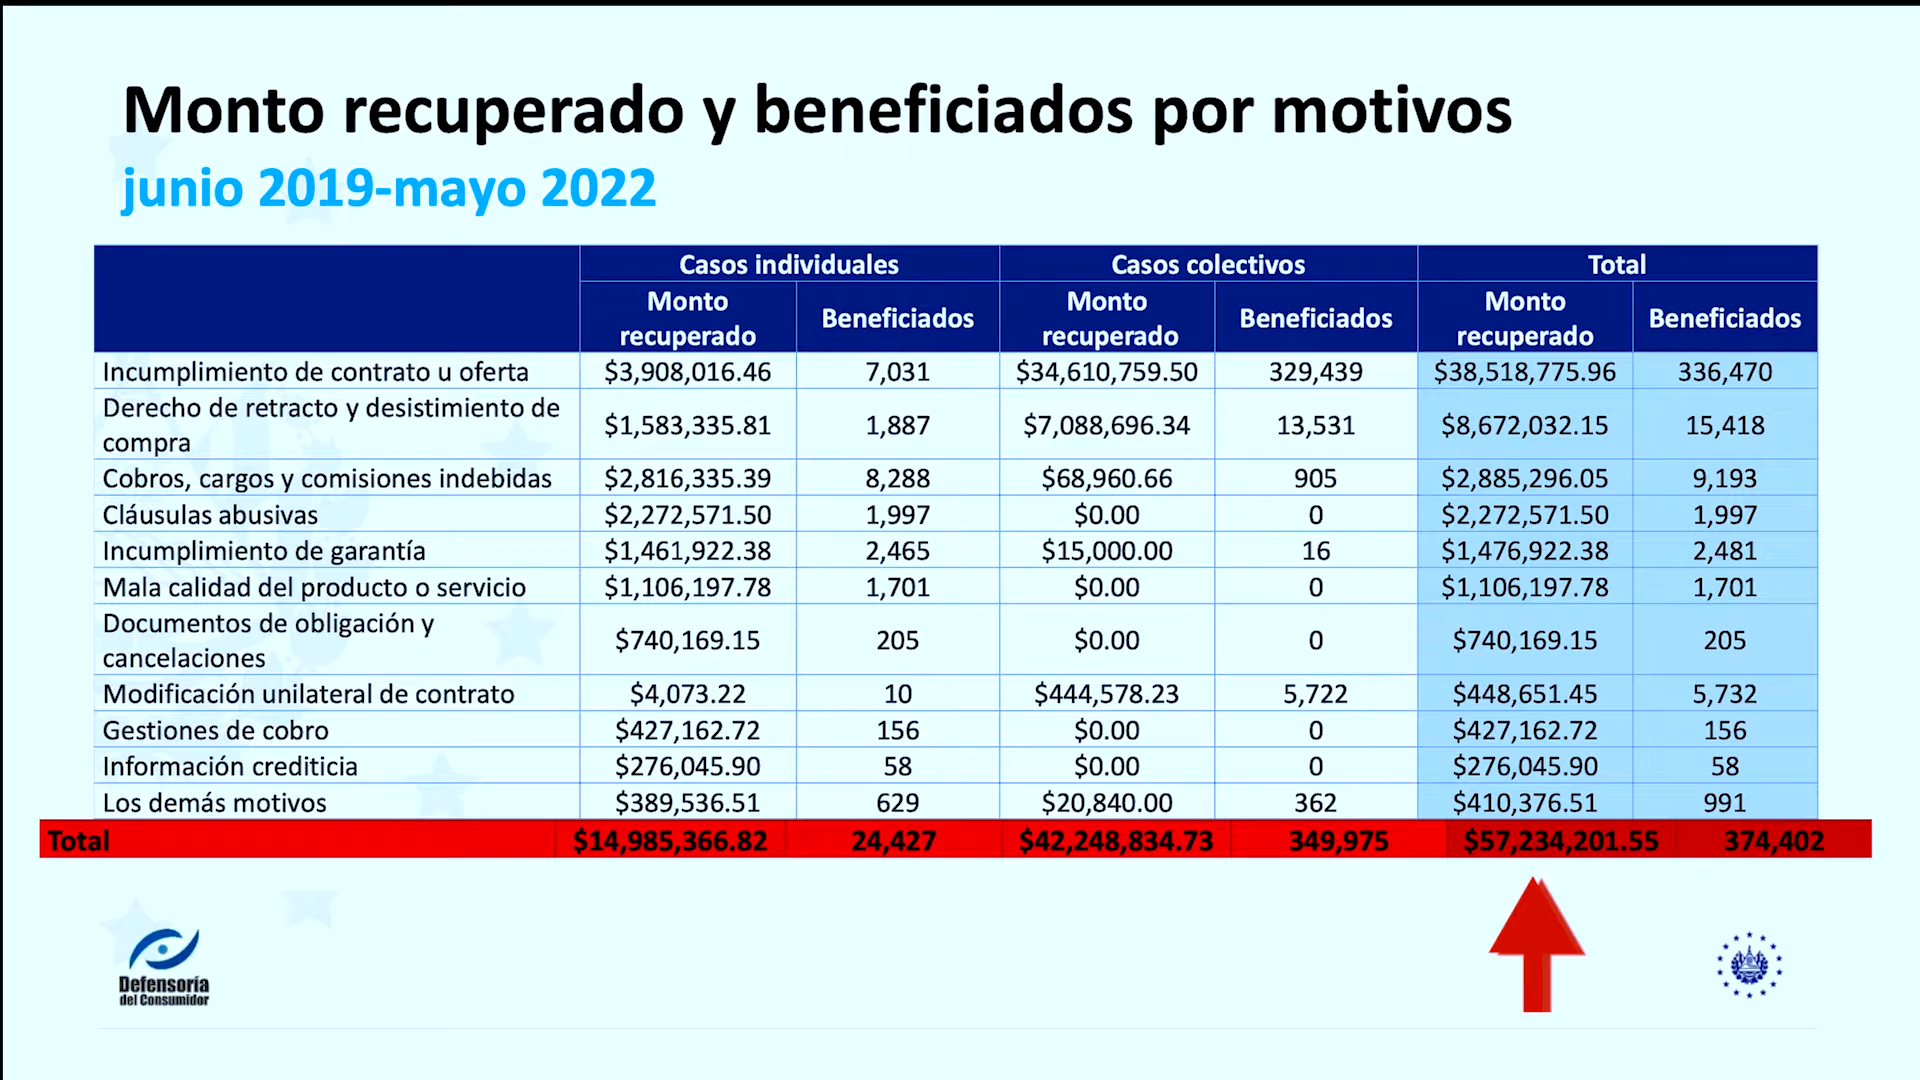 Monto recuperado y beneficiados por motivos
junio 2019-mayo 2022
Casos individuales Casos colectivos Total
Monto recuperado Beneficiados Monto recuperado Beneficiados Monto recuperado Beneficiados
Incumplimiento de contrato u oferta $3,908,016.46 7,031 $34,610,759.50 329,439 $38,518,775.96 336,470
Derecho de retracto y desistimiento de compra $1,583,335.81 1,887 $7,088,696.34 13,531 $8,672,032.15 15,418
Cobros, cargos y comisiones indebidas $2,816,335.39 8,288 $68,960.66 905 $2,885,296.05 9,193
Cláusulas abusivas $2,272,571.50 1,997 $0.00 0 $2,272,571.50 1,997
Incumplimiento de garantía $1,461,922.38 2,465 $15,000.00 16 $1,476,922.38 2,481
Mala calidad del producto o servicio $1,106,197.78 1,701 $0.00 0 $1,106,197.78 1,701
Documentos de obligación y cancelaciones $740,169.15 205 $0.00 0 $740,169.15 205
Modificación unilateral de contrato $4,073.22 10 $444,578.23 5,722 $448,651.45 5,732
Gestiones de cobro $427,162.72 156 $0.00 0 $427,162.72 156
Información crediticia $276,045.90 58 $0.00 0 $276,045.90 58
Los demás motivos $389,536.51 629 $20,840.00 362 $410,376.51 991
Total $14,985,366.82 24,427 $42,248,834.73 349,975 $57,234,201.55 374,402
Defensoría
del Consumidor